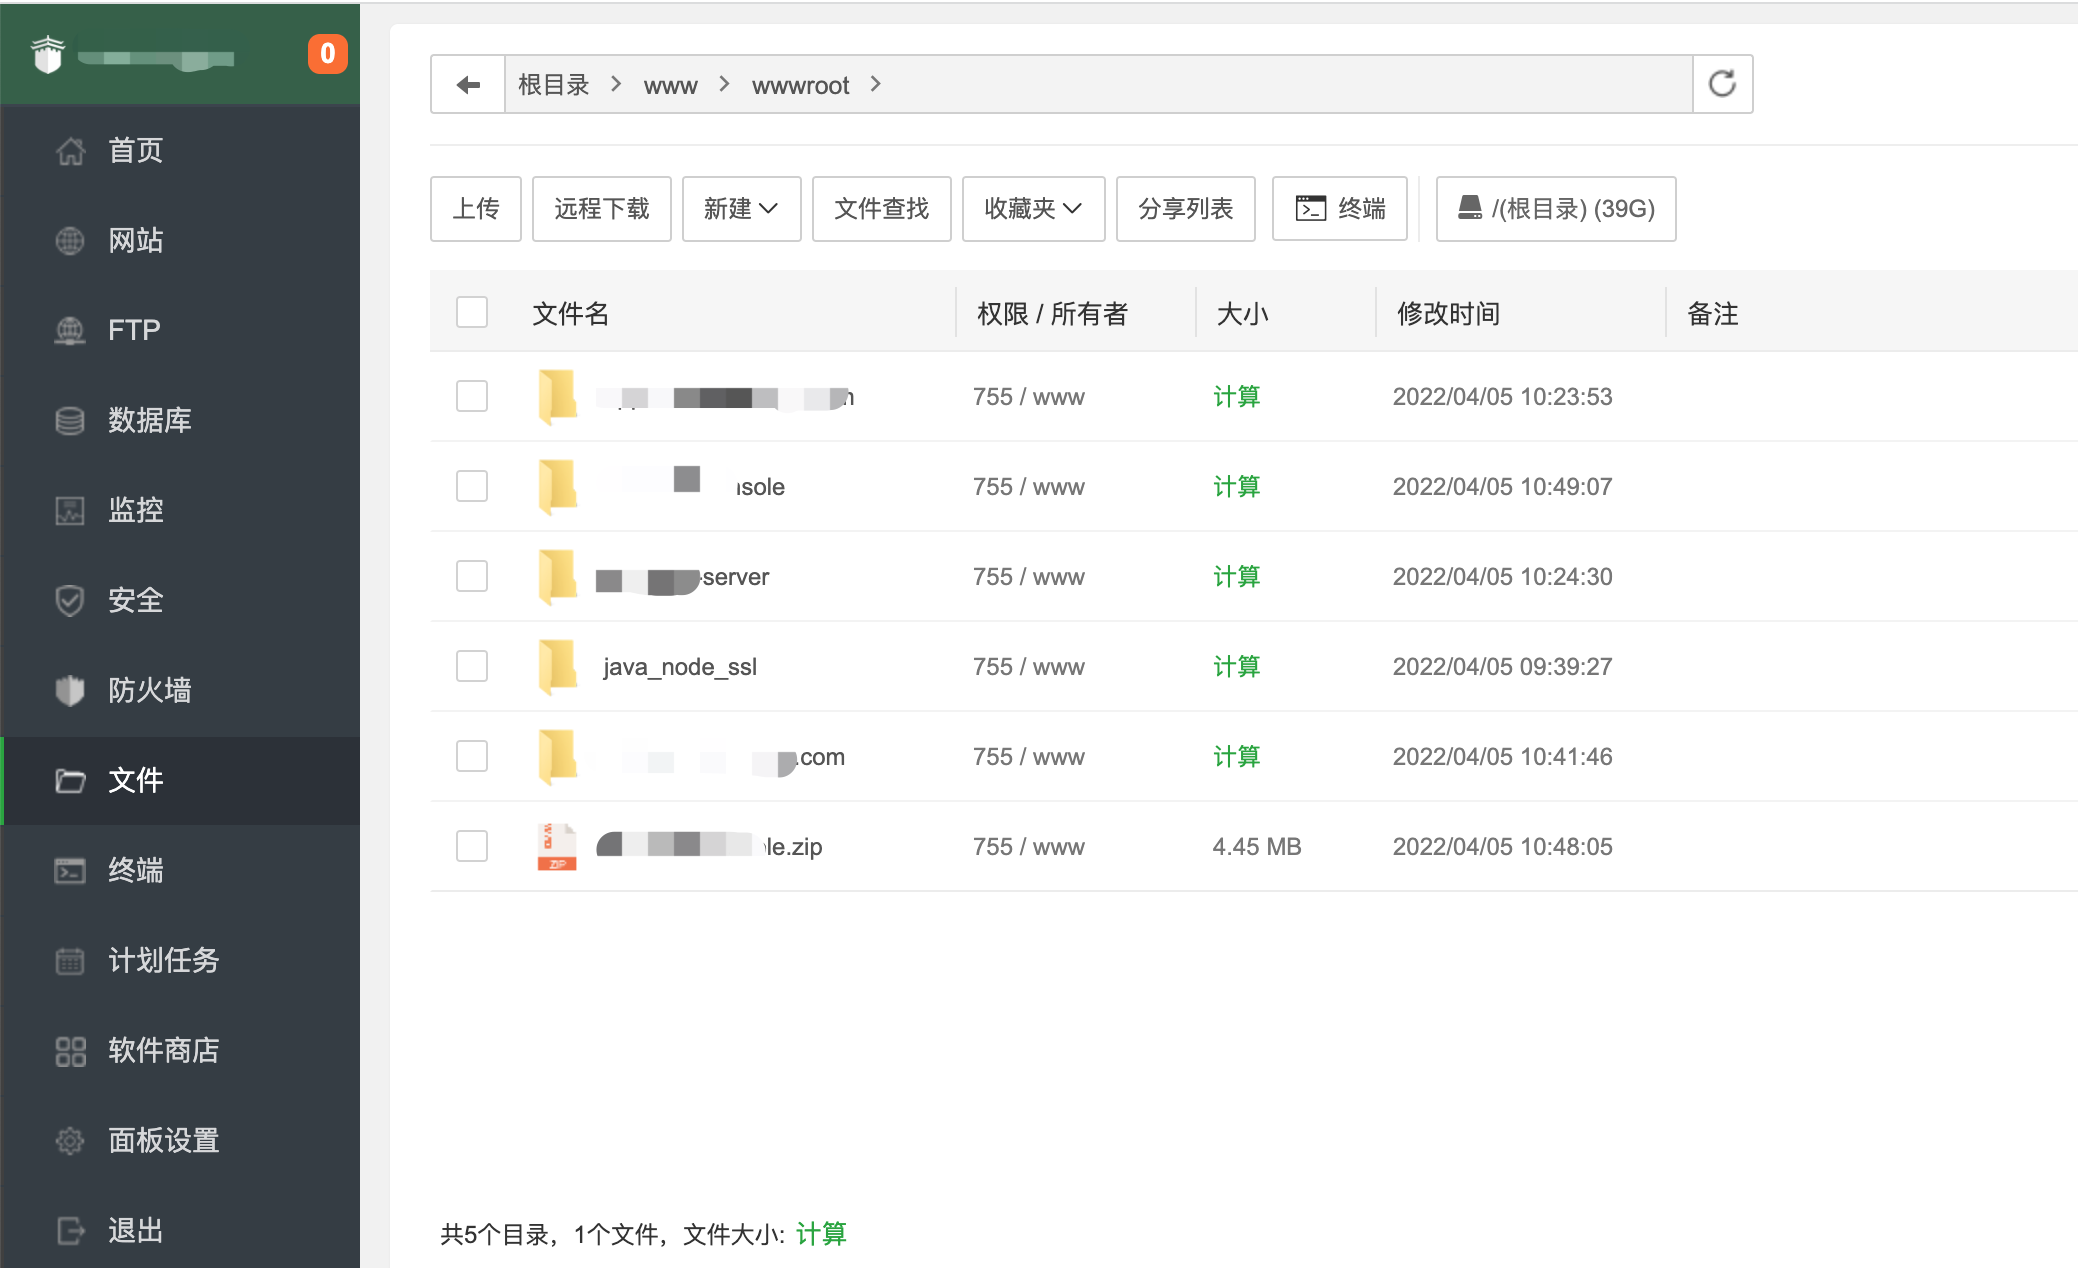 0
首页
网站
FTP
数据库
监控
安全
防火墙
文件
终端
计划任务
软件商店
面板设置
退出
根目录 > www > wwwroot >
上传 远程下载 新建 文件查找 收藏夹 分享列表 终端 /(根目录) (39G)
文件名 权限 / 所有者 大小 修改时间 备注
755 / www 计算 2022/04/05 10:23:53
sole 755 / www 计算 2022/04/05 10:49:07
server 755 / www 计算 2022/04/05 10:24:30
java_node_ssl 755 / www 计算 2022/04/05 09:39:27
.com 755 / www 计算 2022/04/05 10:41:46
ZIP le.zip 755 / www 4.45 MB 2022/04/05 10:48:05
共5个目录，1个文件，文件大小: 计算